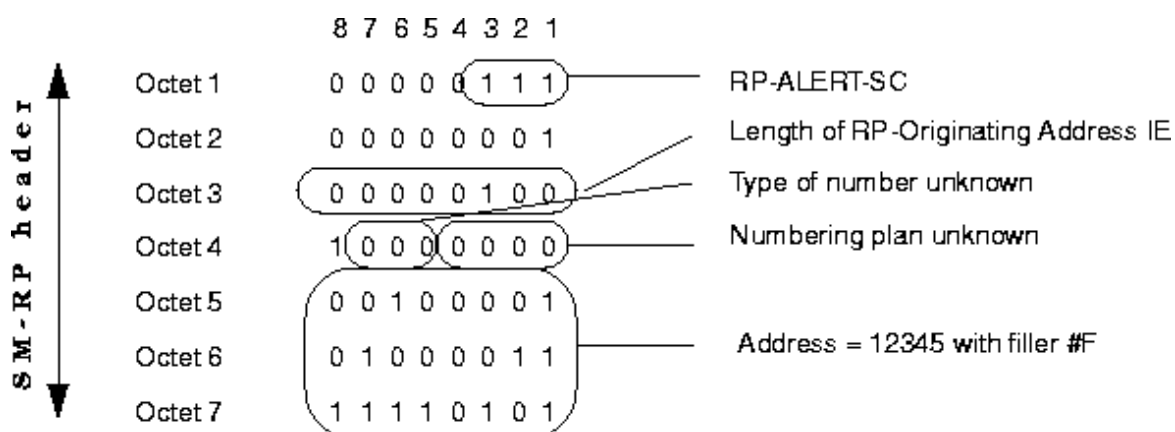 8 7 6 5 4 3 2 1
Octet 1 0 0 0 0 0 1 1 1 RP-ALERT-SC
Octet 2 0 0 0 0 0 0 0 1 Length of RP-Originating Address IE
Octet 3 0 0 0 0 0 1 0 0 Type of number unknown
Octet 4 1 0 0 0 0 0 0 0 Numbering plan unknown
Octet 5 0 0 1 0 0 0 0 1
Octet 6 0 1 0 0 0 0 1 1 Address = 12345 with filler #F
Octet 7 1 1 1 1 0 1 0 1
SM-RP header